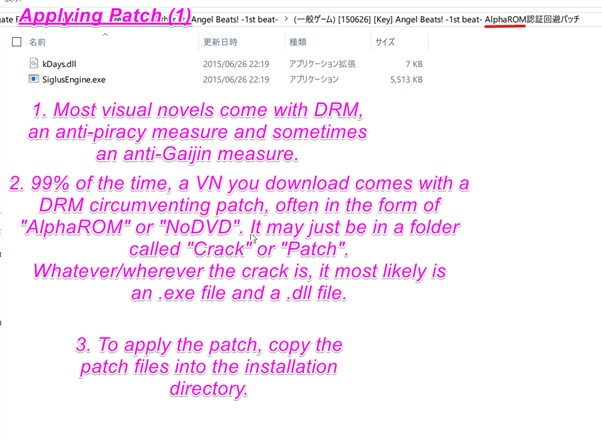 Applying Patch (1)
Angel Beats! -1st beat- > (一般ゲーム) [150626] [Key] Angel Beats! -1st beat- AlphaROM認証回避パッチ
名前 更新日時 種類 サイズ
kDays.dll 2015/06/26 22:19 アプリケーション拡張 7 KB
SiglusEngine.exe 2015/06/26 22:19 アプリケーション 5,513 KB
1. Most visual novels come with DRM,
an anti-piracy measure and sometimes
an anti-Gaijin measure.
2. 99% of the time, a VN you download comes with a
DRM circumventing patch, often in the form of
"AlphaROM" or "NoDVD". It may just be in a folder
called "Crack" or "Patch".
Whatever/wherever the crack is, it most likely is
an .exe file and a .dll file.
3. To apply the patch, copy the
patch files into the installation
directory.